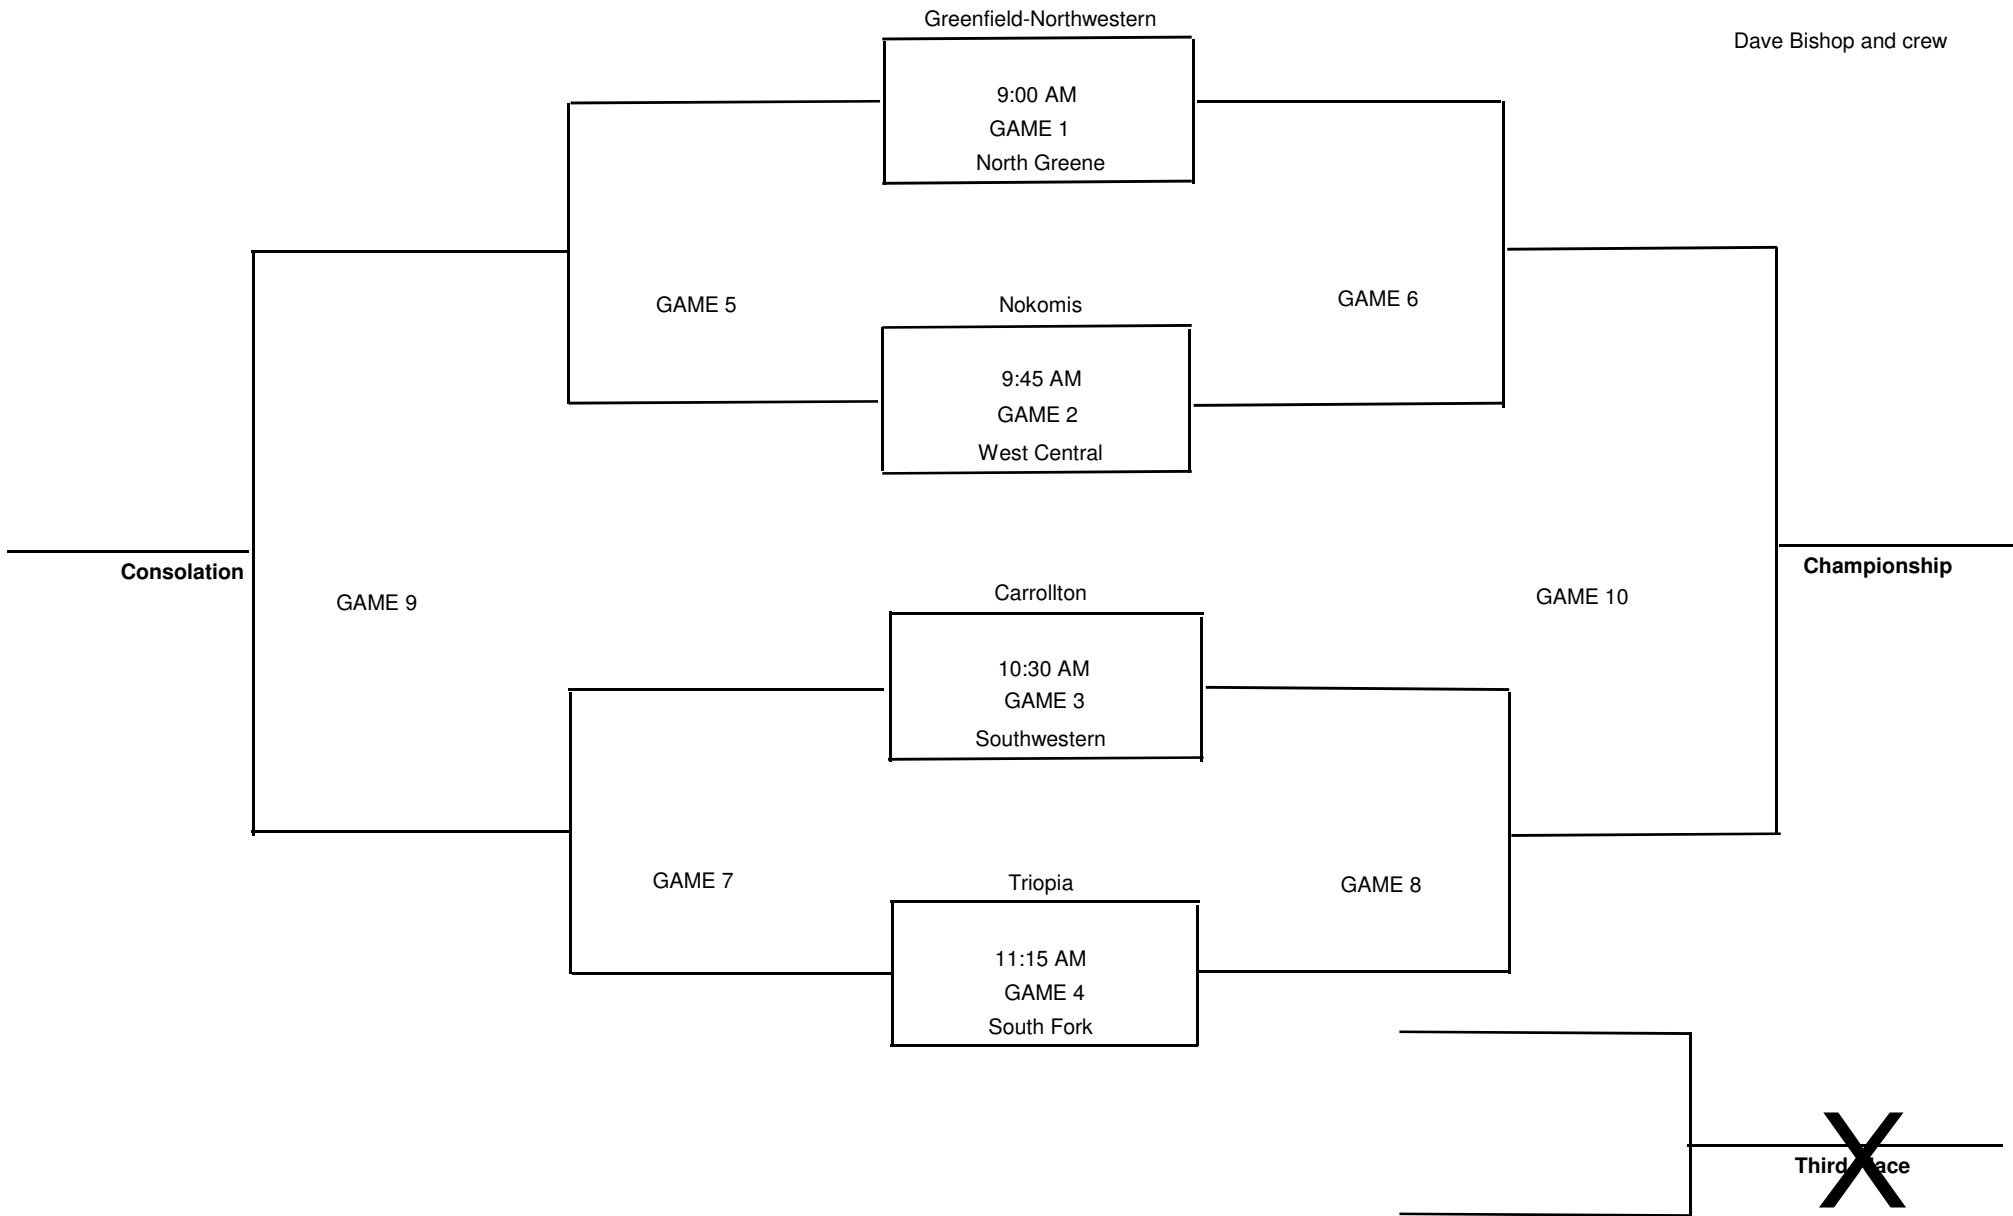 Greenfield-Northwestern
Dave Bishop and crew
9:00 AM
GAME 1
North Greene
GAME 5
Nokomis
GAME 6
9:45 AM
GAME 2
West Central
Consolation
Championship
GAME 9
Carrollton
GAME 10
10:30 AM
GAME 3
Southwestern
GAME 7
Triopia
GAME 8
11:15 AM
GAME 4
South Fork
X
Third Place